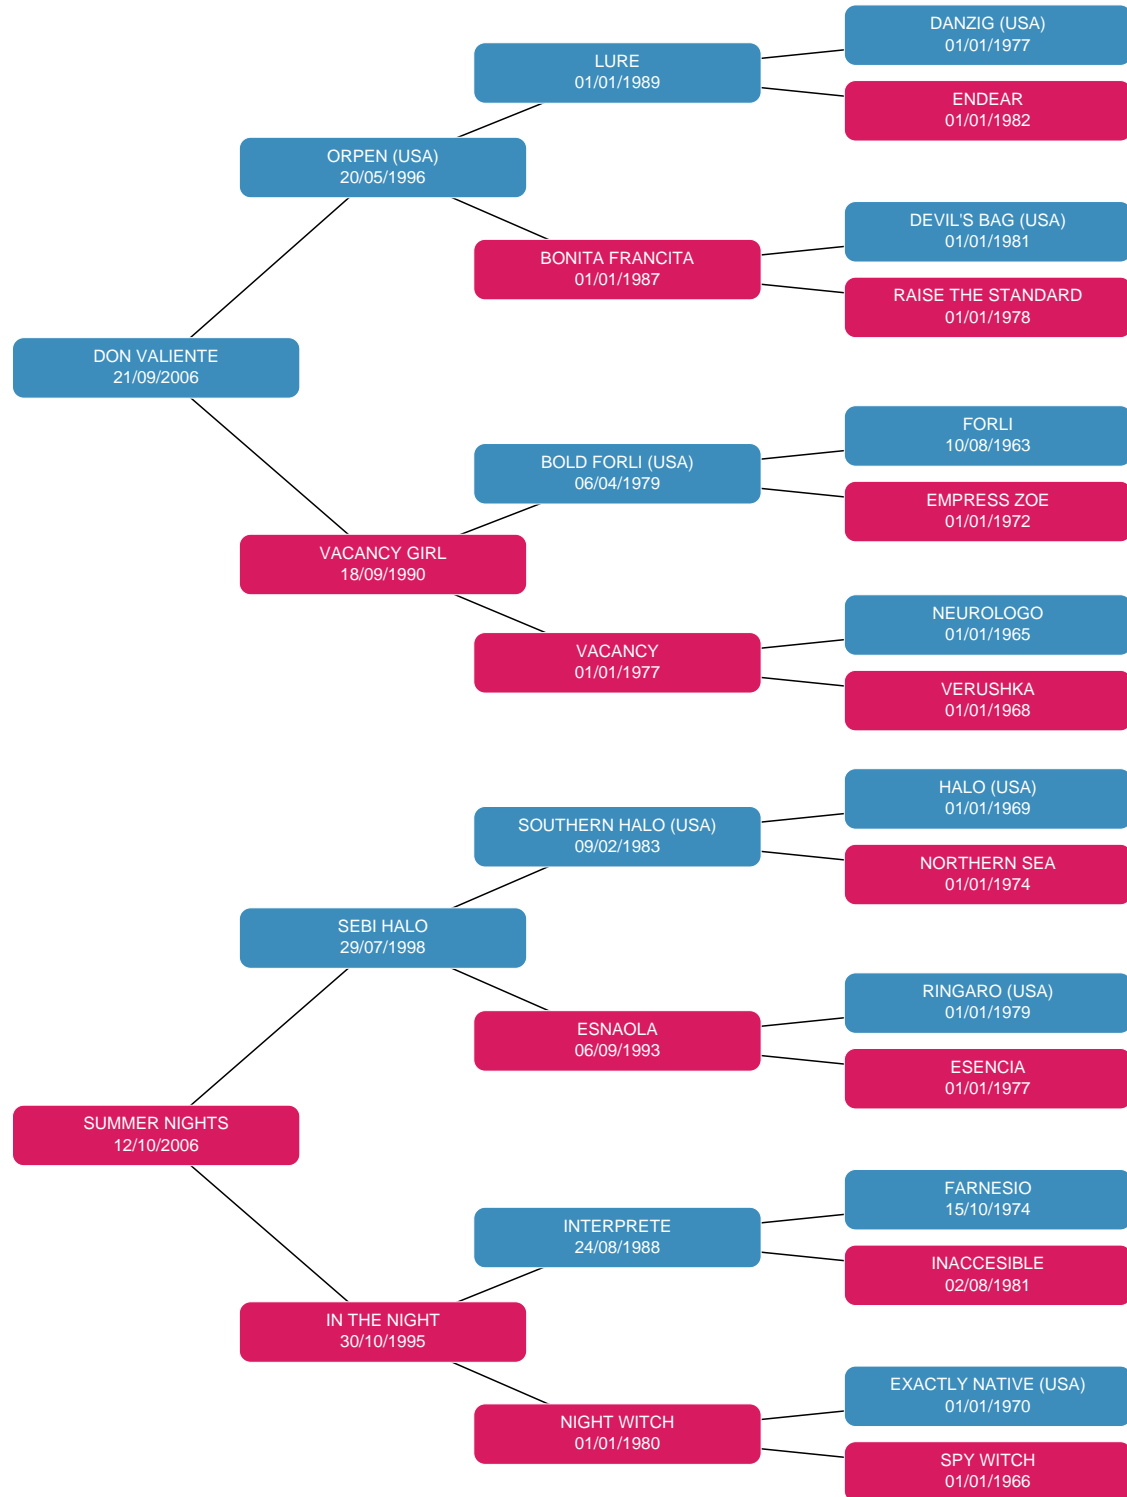 DANZIG (USA)
01/01/1977
LURE
01/01/1989
ENDEAR
01/01/1982
ORPEN (USA)
20/05/1996
DEVIL'S BAG (USA)
01/01/1981
BONITA FRANCITA
01/01/1987
RAISE THE STANDARD
01/01/1978
DON VALIENTE
21/09/2006
FORLI
10/08/1963
BOLD FORLI (USA)
06/04/1979
EMPRESS ZOE
01/01/1972
VACANCY GIRL
18/09/1990
NEUROLOGO
01/01/1965
VACANCY
01/01/1977
VERUSHKA
01/01/1968
HALO (USA)
01/01/1969
SOUTHERN HALO (USA)
09/02/1983
NORTHERN SEA
01/01/1974
SEBI HALO
29/07/1998
RINGARO (USA)
01/01/1979
ESNAOLA
06/09/1993
ESENCIA
01/01/1977
SUMMER NIGHTS
12/10/2006
FARNESIO
15/10/1974
INTERPRETE
24/08/1988
INACCESIBLE
02/08/1981
IN THE NIGHT
30/10/1995
EXACTLY NATIVE (USA)
01/01/1970
NIGHT WITCH
01/01/1980
SPY WITCH
01/01/1966